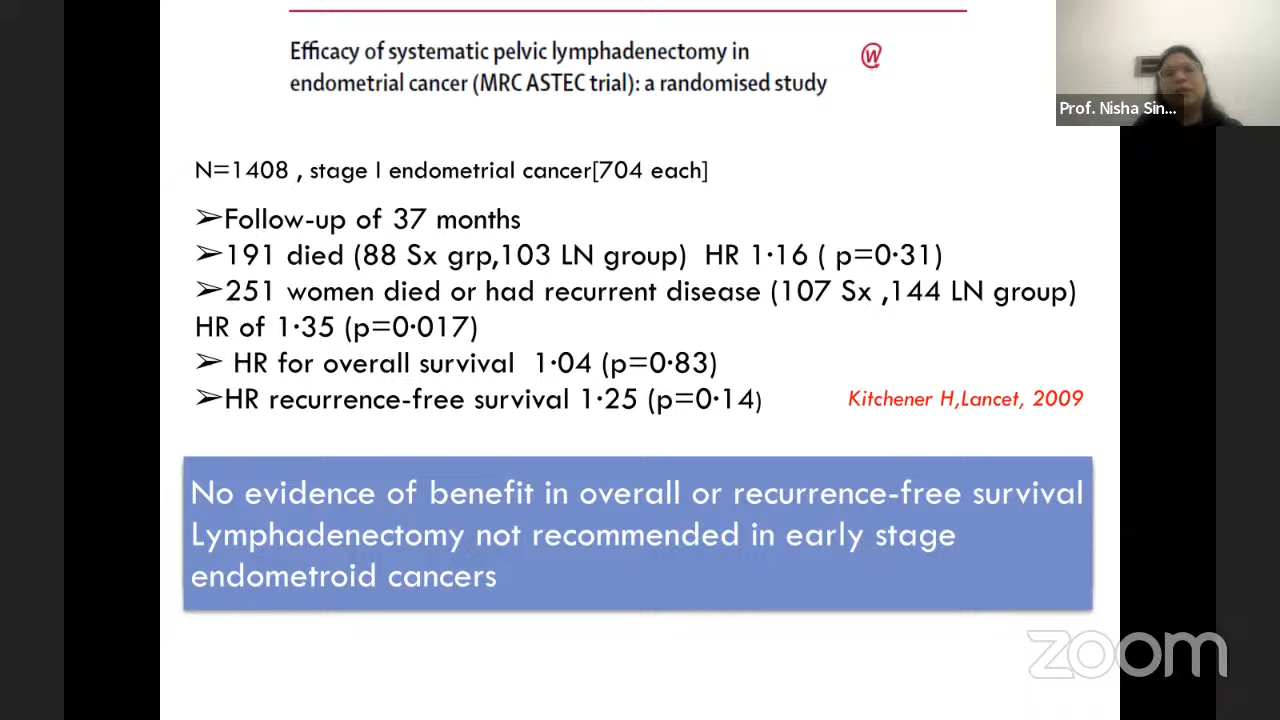 Efficacy of systematic pelvic lymphadenectomy in
endometrial cancer (MRC ASTEC trial): a randomised study
Prof. Nisha Sin...
N=1408 , stage I endometrial cancer[704 each]
➢Follow-up of 37 months
➢191 died (88 Sx grp,103 LN group) HR 1·16 ( p=0·31)
➢251 women died or had recurrent disease (107 Sx ,144 LN group)
HR of 1·35 (p=0·017)
➢ HR for overall survival 1·04 (p=0·83)
➢HR recurrence-free survival 1·25 (p=0·14)
Kitchener H,Lancet, 2009
No evidence of benefit in overall or recurrence-free survival
Lymphadenectomy not recommended in early stage
endometroid cancers
zoom